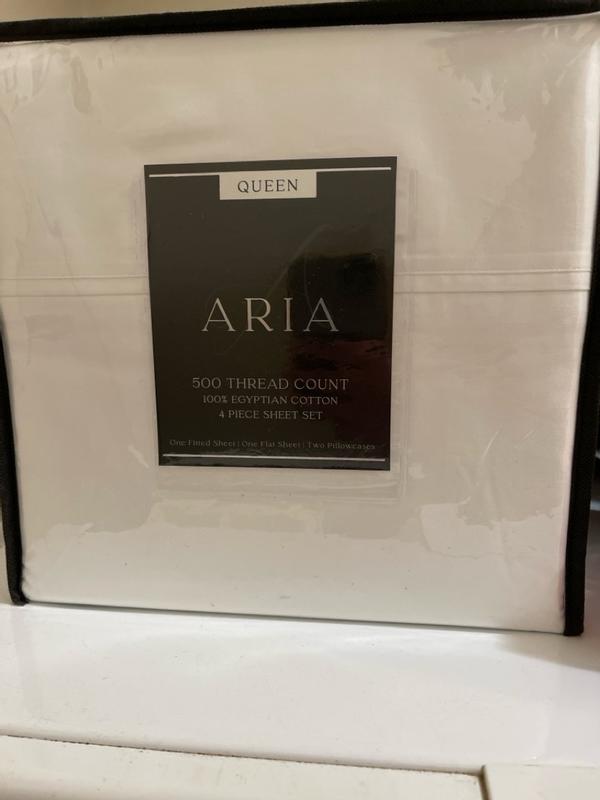 QUEEN
ARIA
500 THREAD COUNT
100% EGYPTIAN COTTON
4 PIECE SHEET SET
One Fitted Sheet | One Flat Sheet | Two Pillowcases